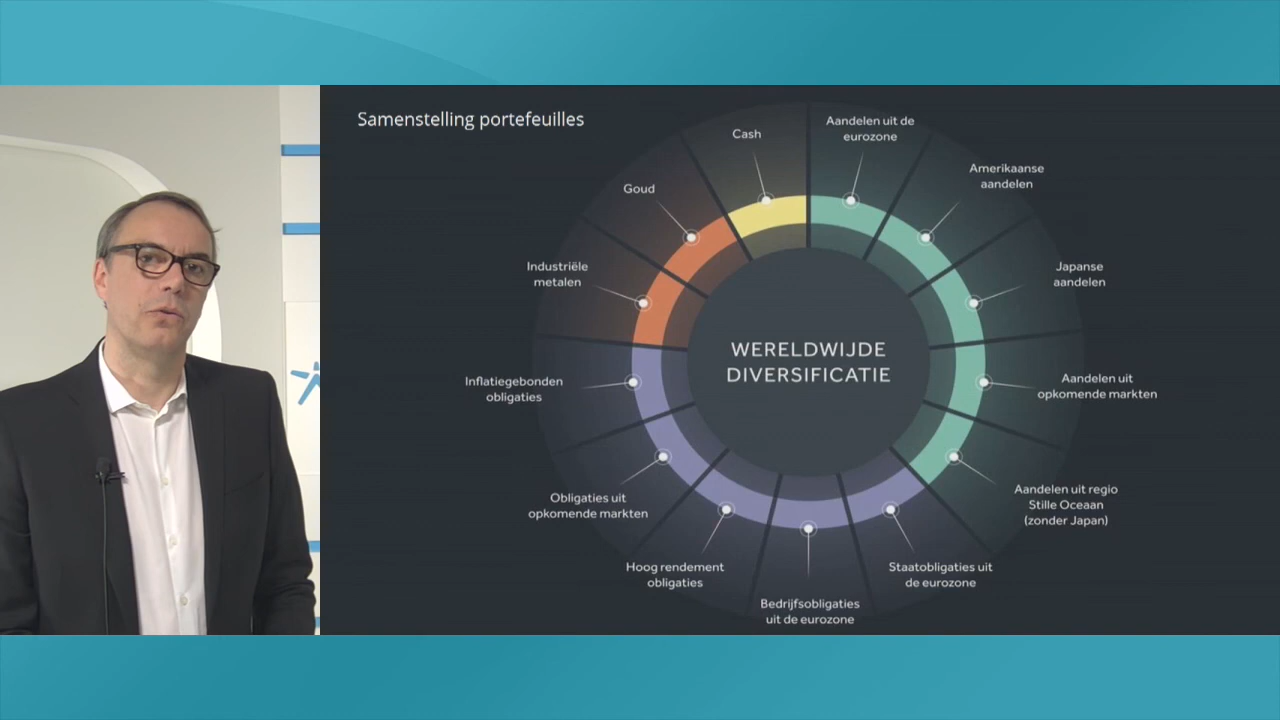 Samenstelling portefeuilles
Cash
Aandelen uit de
eurozone
Amerikaanse
aandelen
Japanse
aandelen
Aandelen uit
opkomende markten
Aandelen uit regio
Stille Oceaan
(zonder Japan)
Staatobligaties uit
de eurozone
Bedrijfsobligaties
uit de eurozone
Hoog rendement
obligaties
Obligaties uit
opkomende markten
Inflatiegebonden
obligaties
Industriële
metalen
Goud
WERELDWIJDE
DIVERSIFICATIE